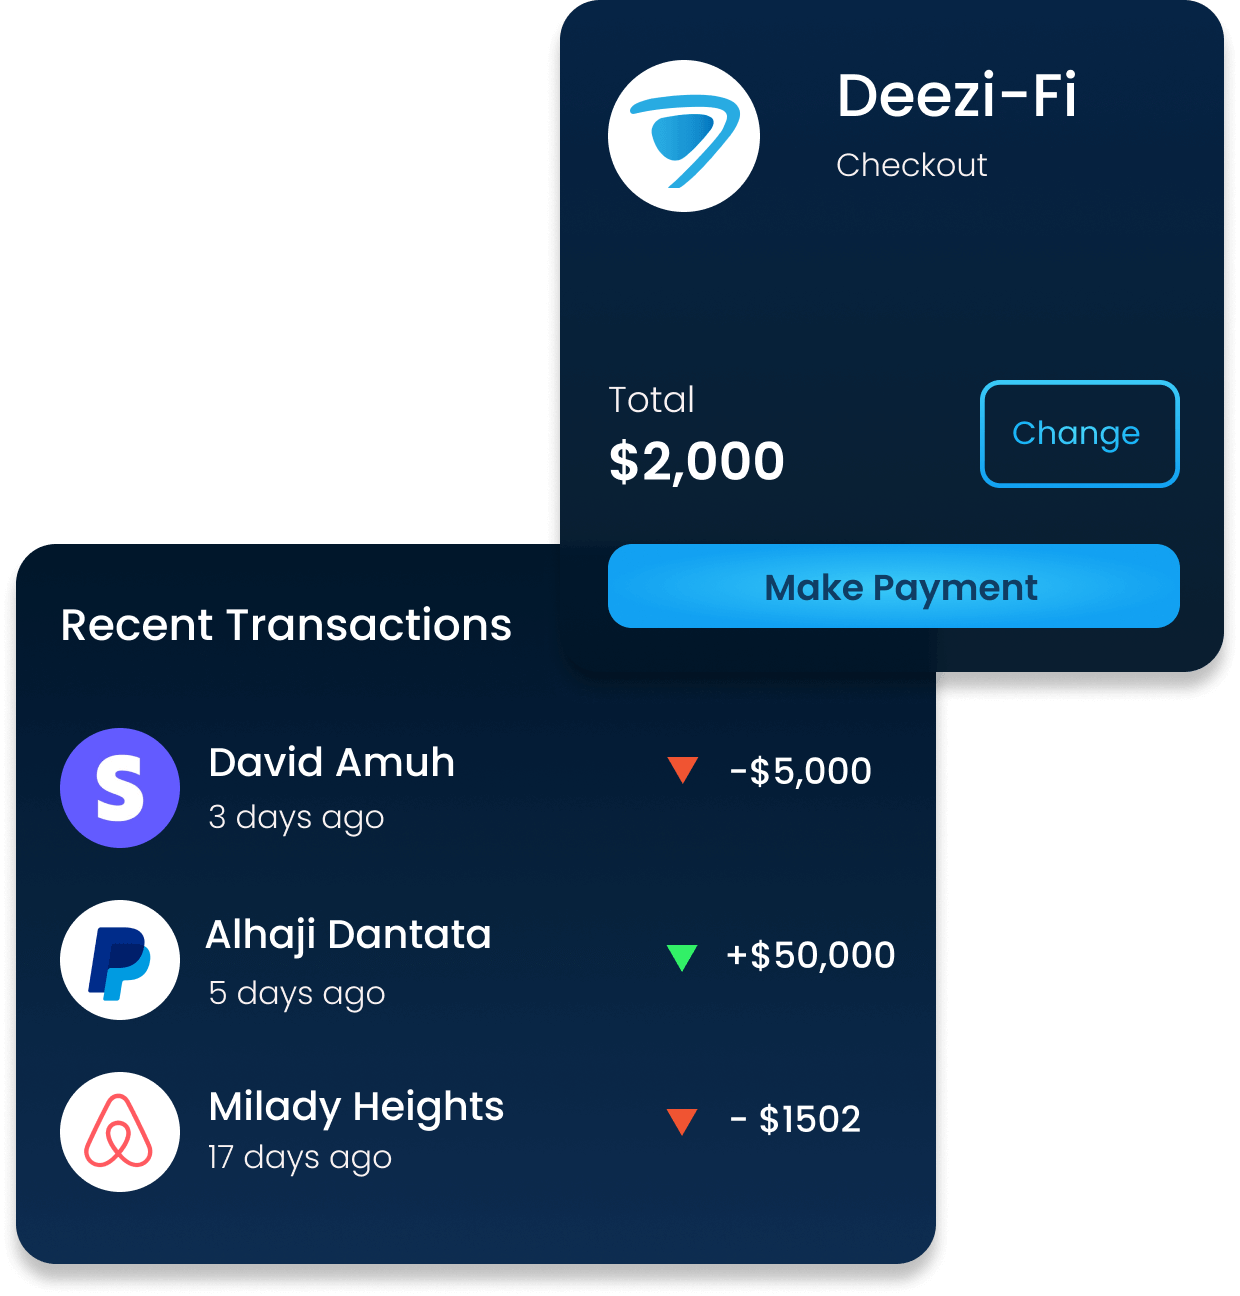 Deezi-Fi
Checkout
Total
$2,000
Change
Make Payment
Recent Transactions
S
David Amuh
3 days ago
-$5,000
Alhaji Dantata
5 days ago
+$50,000
Milady Heights
17 days ago
- $1502